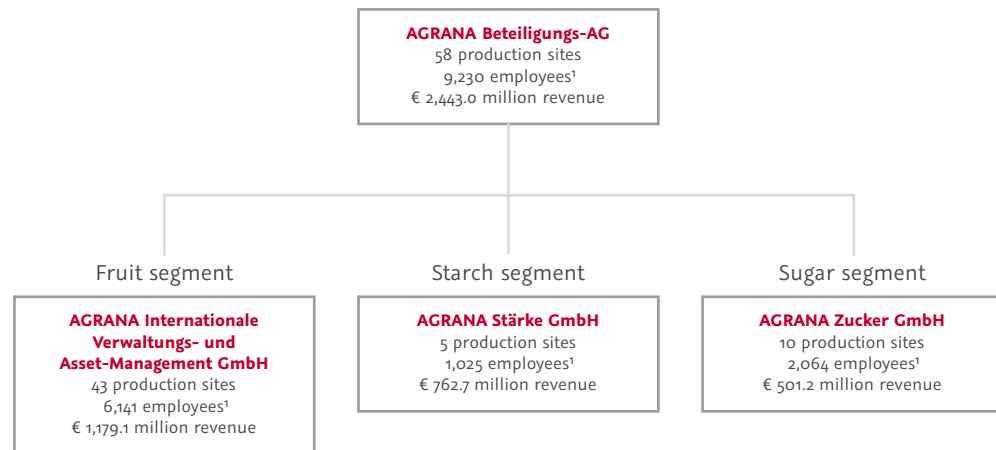 AGRANA Beteiligungs-AG
58 production sites
9,230 employees¹
€ 2,443.0 million revenue
Fruit segment
AGRANA Internationale
Verwaltungs- und
Asset-Management GmbH
43 production sites
6,141 employees¹
€ 1,179.1 million revenue
Starch segment
AGRANA Stärke GmbH
5 production sites
1,025 employees¹
€ 762.7 million revenue
Sugar segment
AGRANA Zucker GmbH
10 production sites
2,064 employees¹
€ 501.2 million revenue